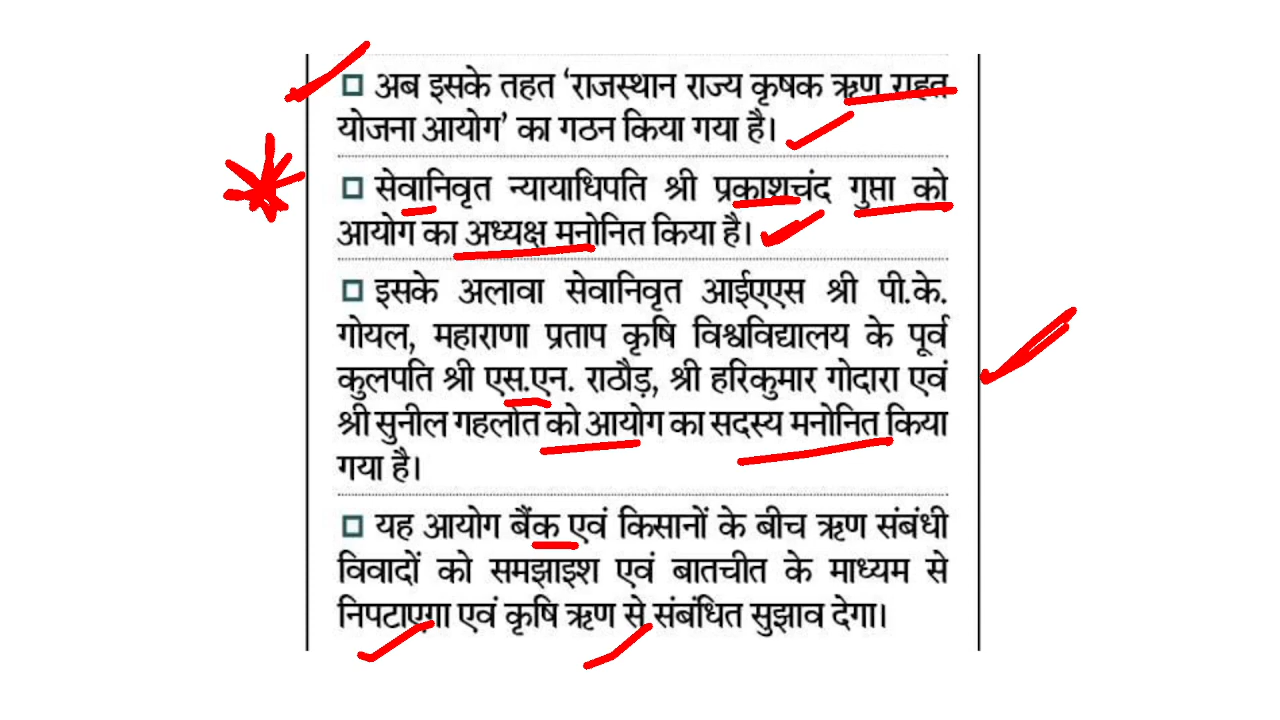 अब इसके तहत ‘राजस्थान राज्य कृषक ऋण राहत
योजना आयोग’ का गठन किया गया है।
सेवानिवृत न्यायाधिपति श्री प्रकाशचंद गुप्ता को
आयोग का अध्यक्ष मनोनित किया है।
इसके अलावा सेवानिवृत आईएएस श्री पी.के.
गोयल, महाराणा प्रताप कृषि विश्वविद्यालय के पूर्व
कुलपति श्री एस.एन. राठौड़, श्री हरिकुमार गोदारा एवं
श्री सुनील गहलोत को आयोग का सदस्य मनोनित किया
गया है।
यह आयोग बैंक एवं किसानों के बीच ऋण संबंधी
विवादों को समझाइश एवं बातचीत के माध्यम से
निपटाएगा एवं कृषि ऋण से संबंधित सुझाव देगा।